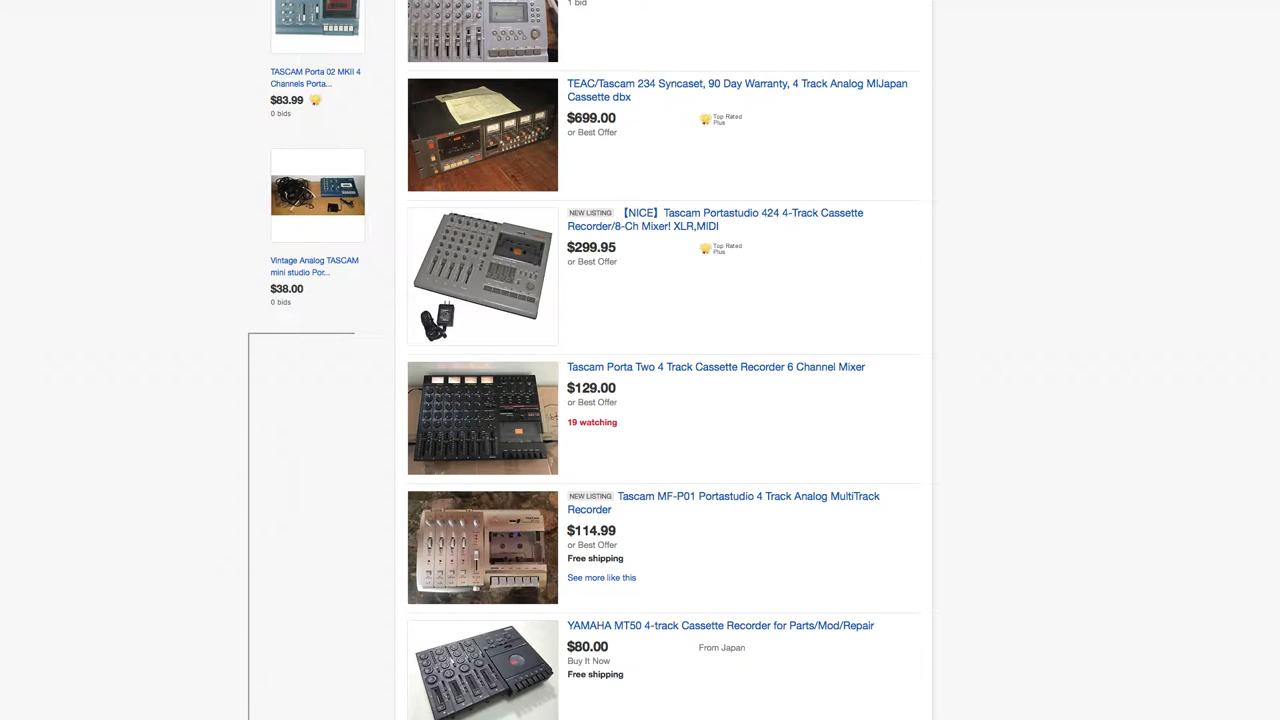 TASCAM Porta 02 MKII 4
Channels Porta...
$83.99
0 bids
Vintage Analog TASCAM
mini studio Por...
$38.00
0 bids
1 bid
TEAC/Tascam 234 Syncaset, 90 Day Warranty, 4 Track Analog MIJapan
Cassette dbx
$699.00
Top Rated
Plus
or Best Offer
NEW LISTING 【NICE】Tascam Portastudio 424 4-Track Cassette
Recorder/8-Ch Mixer! XLR,MIDI
$299.95
Top Rated
Plus
or Best Offer
Tascam Porta Two 4 Track Cassette Recorder 6 Channel Mixer
$129.00
or Best Offer
19 watching
NEW LISTING Tascam MF-P01 Portastudio 4 Track Analog MultiTrack
Recorder
$114.99
or Best Offer
Free shipping
See more like this
YAMAHA MT50 4-track Cassette Recorder for Parts/Mod/Repair
$80.00
From Japan
Buy It Now
Free shipping